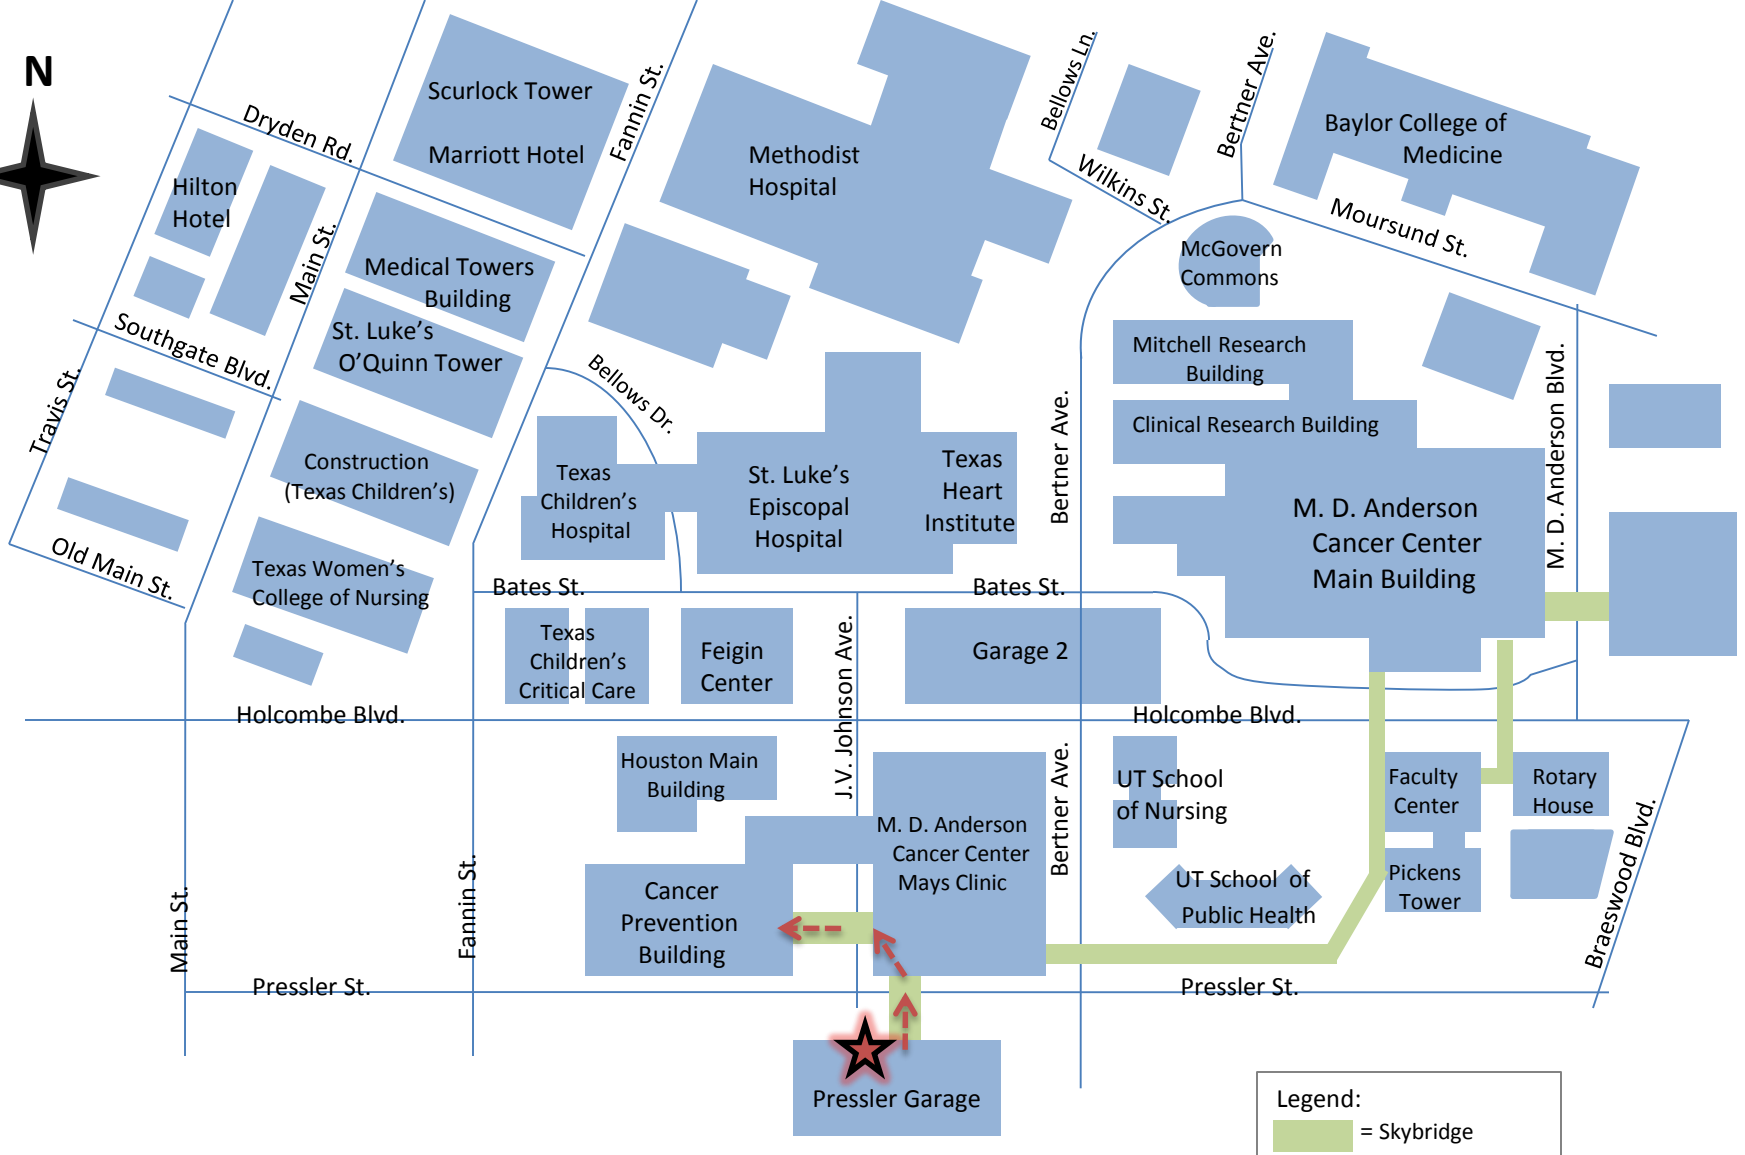 N
Scurlock Tower
Marriott Hotel
Dryden Rd.
Fannin St.
Bellows Ln.
Bertner Ave.
Baylor College of
Medicine
Hilton
Hotel
Methodist
Hospital
Wilkins St.
Moursund St.
Main St.
Medical Towers
Building
McGovern
Commons
Southgate Blvd.
St. Luke's
O'Quinn Tower
Bellows Dr.
Mitchell Research
Building
Travis St.
Clinical Research Building
Bertner Ave.
M. D. Anderson Blvd.
Construction
(Texas Children's)
Texas
Children's
Hospital
St. Luke's
Episcopal
Hospital
Texas
Heart
Institute
M. D. Anderson
Cancer Center
Main Building
Old Main St.
Texas Women's
College of Nursing
Bates St.
Bates St.
Texas
Children's
Critical Care
Feigin
Center
J.V. Johnson Ave.
Garage 2
Holcombe Blvd.
Holcombe Blvd.
Houston Main
Building
UT School
of Nursing
Faculty
Center
Rotary
House
M. D. Anderson
Cancer Center
Mays Clinic
Bertner Ave.
Braeswood Blvd.
Cancer
Prevention
Building
UT School of
Public Health
Pickens
Tower
Main St.
Fannin St.
Pressler St.
Pressler St.
Pressler Garage
Legend:
= Skybridge